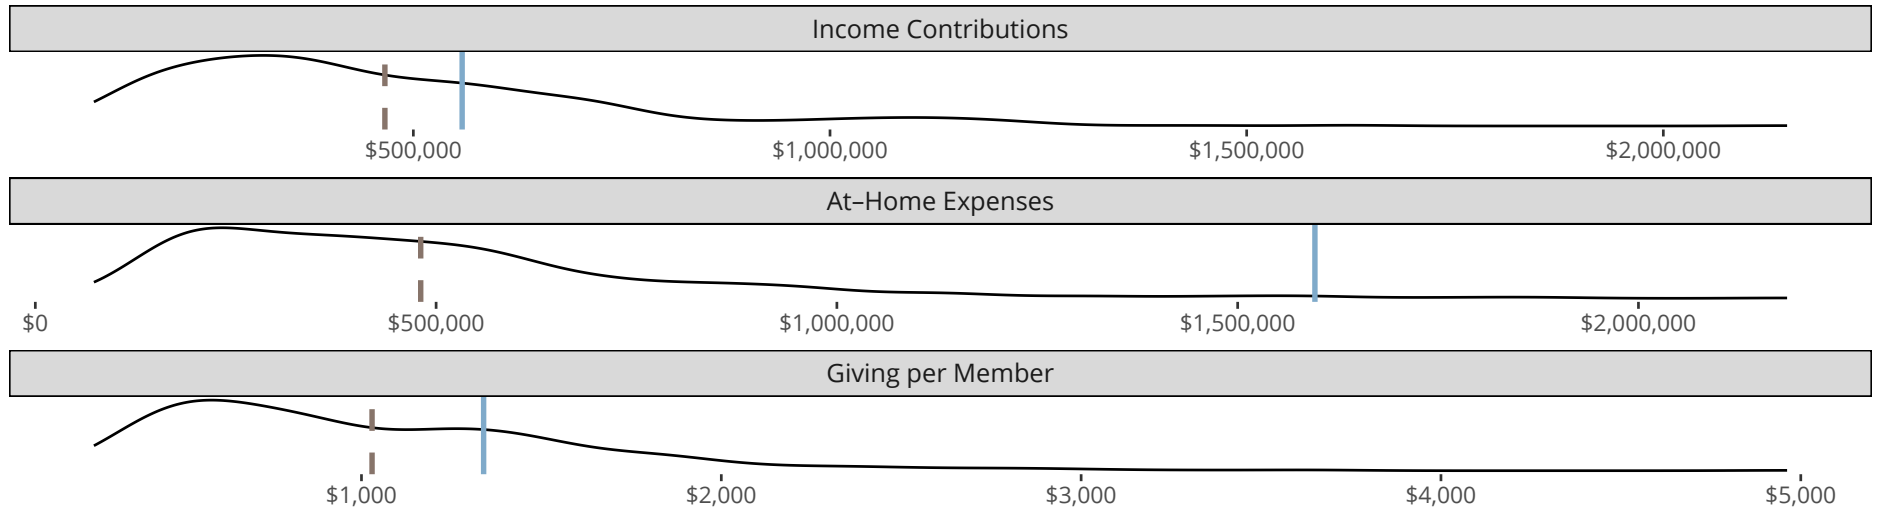 Income Contributions
$500,000 $1,000,000 $1,500,000 $2,000,000
At–Home Expenses
$0 $500,000 $1,000,000 $1,500,000 $2,000,000
Giving per Member
$1,000 $2,000 $3,000 $4,000 $5,000